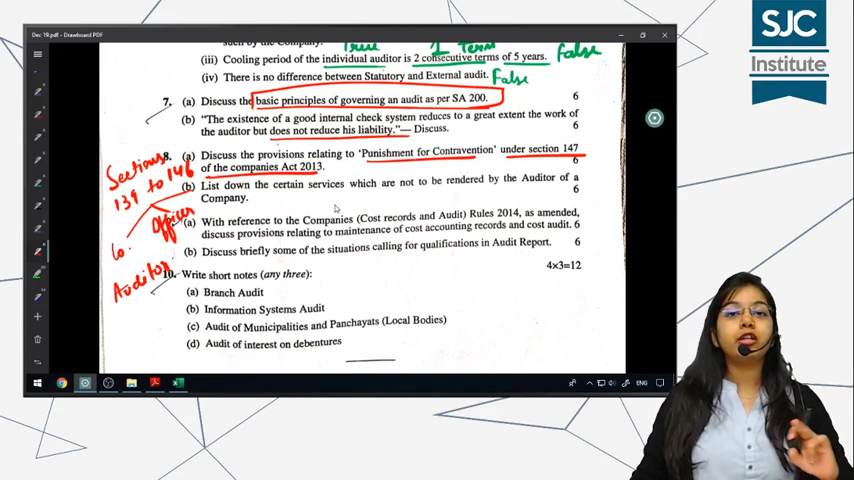 Dec 19.pdf - Drawboard PDF
SJC
Institute
such by the Company.
True
1 Term
(iii) Cooling period of the individual auditor is 2 consecutive terms of 5 years. False
(iv) There is no difference between Statutory and External audit. False
7. (a) Discuss the basic principles of governing an audit as per SA 200. 6
(b) "The existence of a good internal check system reduces to a great extent the work of
the auditor but does not reduce his liability."— Discuss. 6
8. (a) Discuss the provisions relating to 'Punishment for Contravention' under section 147
of the companies Act 2013. 6
Sections
139 to 146
(b) List down the certain services which are not to be rendered by the Auditor of a
Company. 6
Officer
(a) With reference to the Companies (Cost records and Audit) Rules 2014, as amended,
discuss provisions relating to maintenance of cost accounting records and cost audit. 6
Co.
(b) Discuss briefly some of the situations calling for qualifications in Audit Report. 6
Auditor
10. Write short notes (any three): 4×3=12
(a) Branch Audit
(b) Information Systems Audit
(c) Audit of Municipalities and Panchayats (Local Bodies)
(d) Audit of interest on debentures
ENG